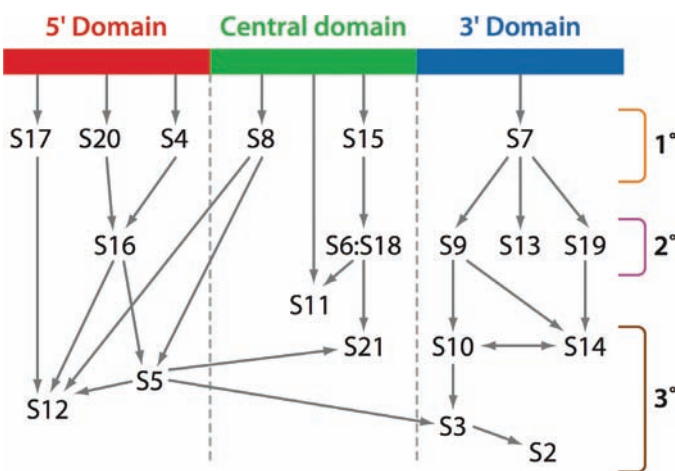 5' Domain Central domain 3' Domain
S17 S20 S4 S8 S15 S7 1°
S16 S6:S18 S9 S13 S19 2°
S11
S21 S10 S14
S5 3°
S12
S3
S2